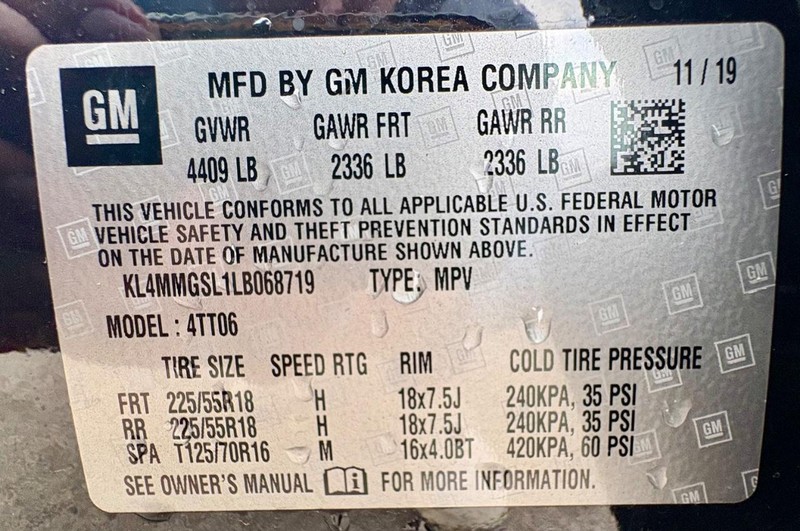 GM
MFD BY GM KOREA COMPANY 11 / 19
GVWR GAWR FRT GAWR RR
4409 LB 2336 LB 2336 LB
THIS VEHICLE CONFORMS TO ALL APPLICABLE U.S. FEDERAL MOTOR
VEHICLE SAFETY AND THEFT PREVENTION STANDARDS IN EFFECT
ON THE DATE OF MANUFACTURE SHOWN ABOVE.
KL4MMGSL1LB068719 TYPE: MPV
MODEL : 4TT06
TIRE SIZE SPEED RTG RIM COLD TIRE PRESSURE
FRT 225/55R18 H 18x7.5J 240KPA, 35 PSI
RR 225/55R18 H 18x7.5J 240KPA, 35 PSI
SPA T125/70R16 M 16x4.0BT 420KPA, 60 PSI
SEE OWNER'S MANUAL i FOR MORE INFORMATION.